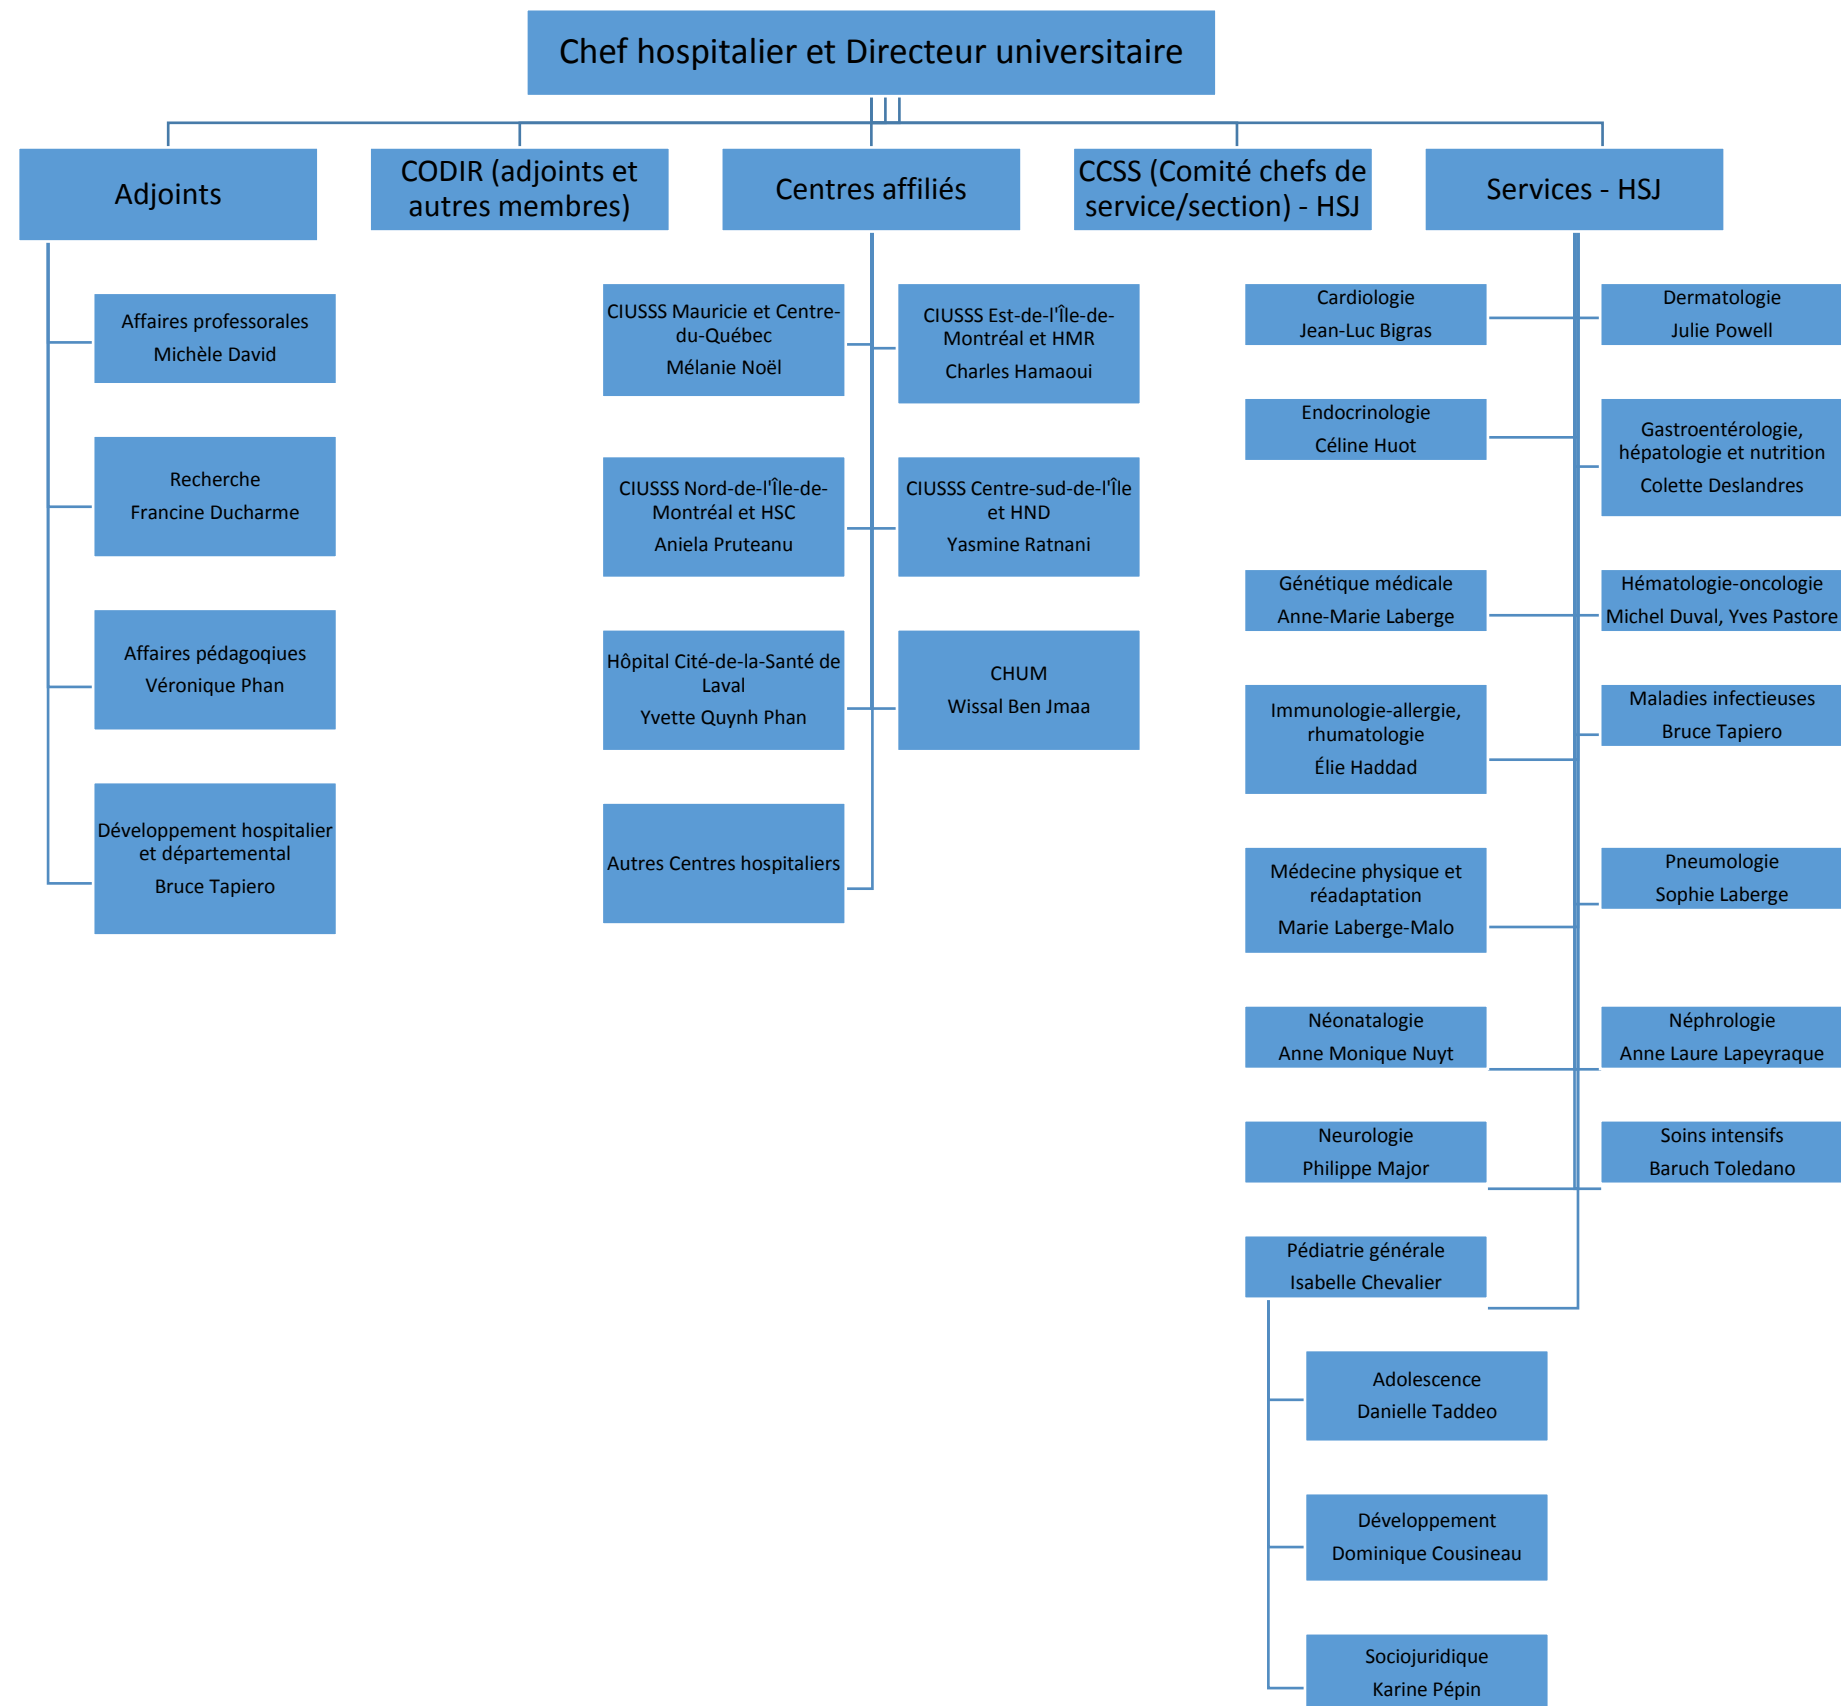 Chef hospitalier et Directeur universitaire
Adjoints
CODIR (adjoints et
autres membres)
Centres affiliés
CCSS (Comité chefs de
service/section) - HSJ
Services - HSJ
Affaires professorales
Michèle David
Recherche
Francine Ducharme
Affaires pédagoqiues
Véronique Phan
Développement hospitalier
et départemental
Bruce Tapiero
CIUSSS Mauricie et Centre-
du-Québec
Mélanie Noël
CIUSSS Est-de-l'Île-de-
Montréal et HMR
Charles Hamaoui
CIUSSS Nord-de-l'Île-de-
Montréal et HSC
Aniela Pruteanu
CIUSSS Centre-sud-de-l'Île
et HND
Yasmine Ratnani
Hôpital Cité-de-la-Santé de
Laval
Yvette Quynh Phan
CHUM
Wissal Ben Jmaa
Autres Centres hospitaliers
Cardiologie
Jean-Luc Bigras
Dermatologie
Julie Powell
Endocrinologie
Céline Huot
Gastroentérologie,
hépatologie et nutrition
Colette Deslandres
Génétique médicale
Anne-Marie Laberge
Hématologie-oncologie
Michel Duval, Yves Pastore
Immunologie-allergie,
rhumatologie
Élie Haddad
Maladies infectieuses
Bruce Tapiero
Médecine physique et
réadaptation
Marie Laberge-Malo
Pneumologie
Sophie Laberge
Néonatalogie
Anne Monique Nuyt
Néphrologie
Anne Laure Lapeyraque
Neurologie
Philippe Major
Soins intensifs
Baruch Toledano
Pédiatrie générale
Isabelle Chevalier
Adolescence
Danielle Taddeo
Développement
Dominique Cousineau
Sociojuridique
Karine Pépin